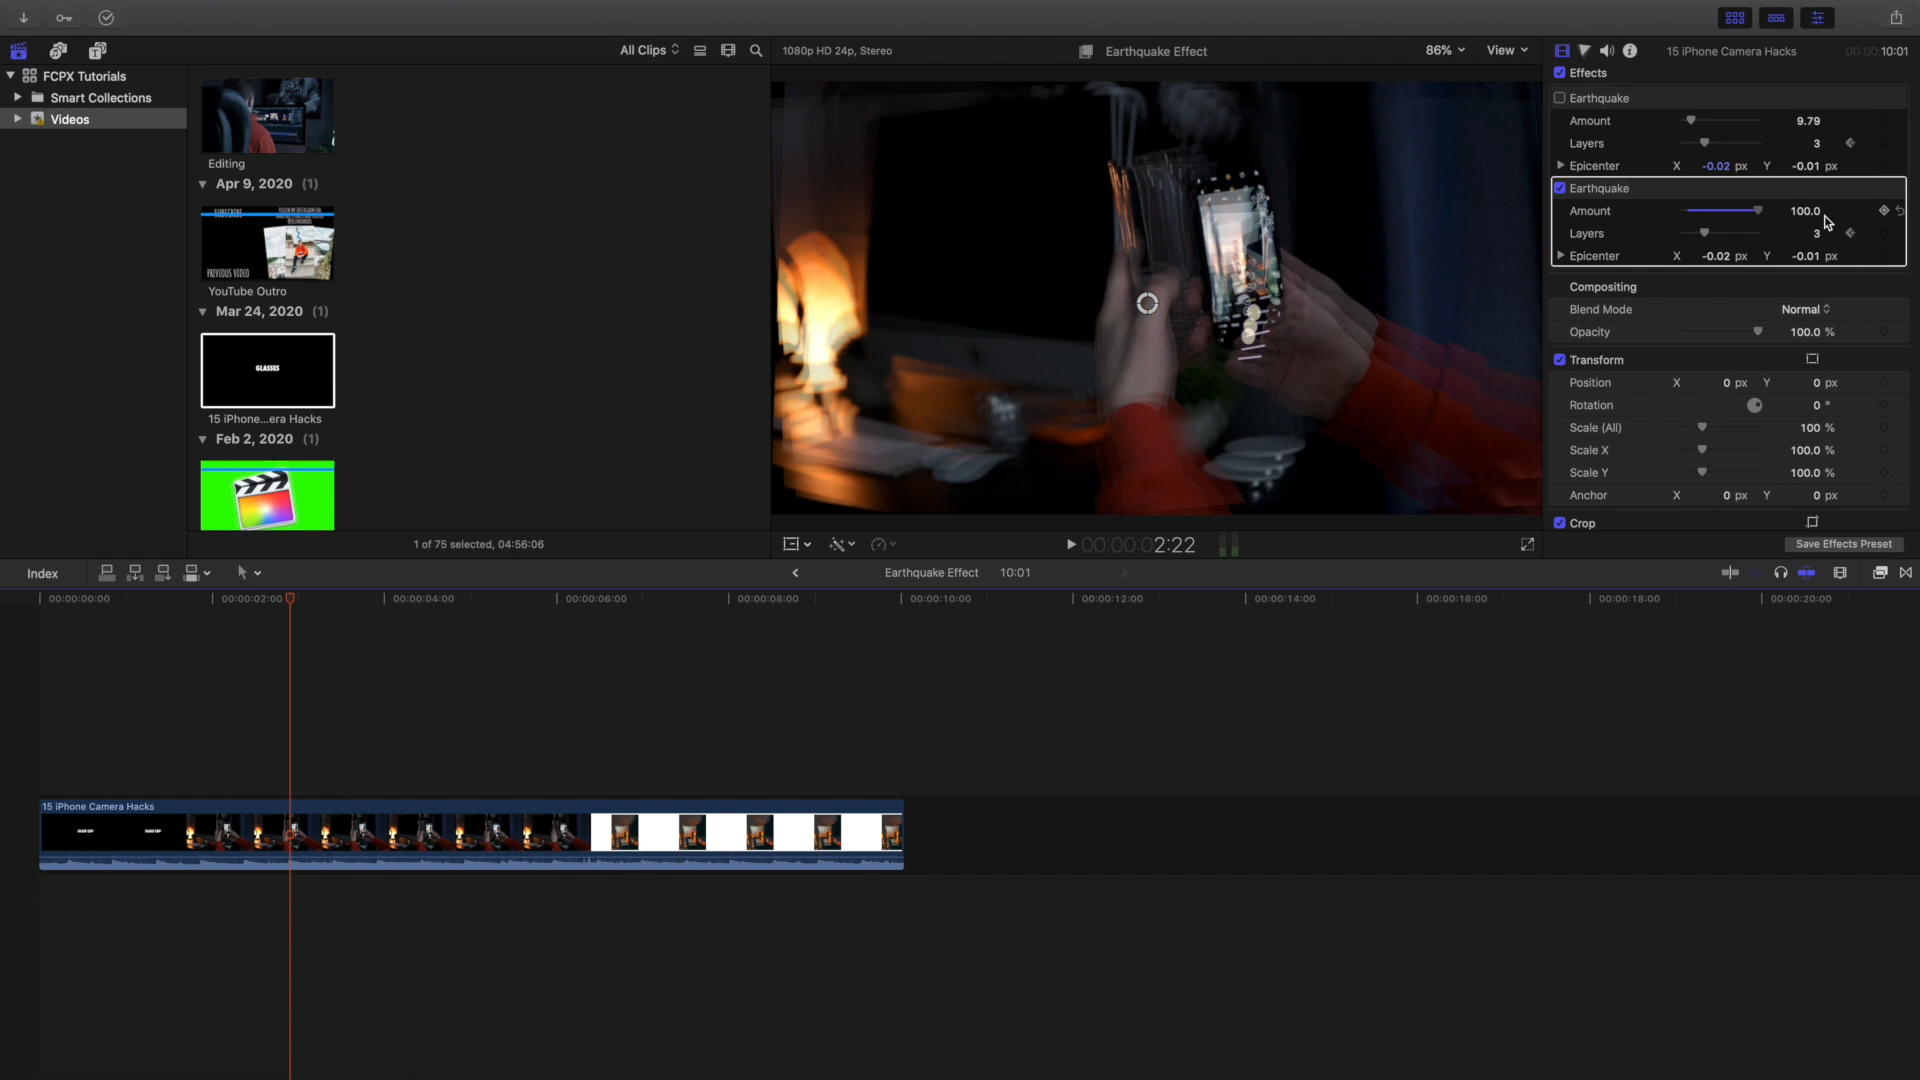 All Clips
1080p HD 24p, Stereo
Earthquake Effect
86%
View
15 iPhone Camera Hacks
00:00:10:01
FCPX Tutorials
Smart Collections
Videos
Editing
Apr 9, 2020 (1)
SUBSCRIBE
PREVIOUS VIDEO
YouTube Outro
Mar 24, 2020 (1)
GLASSES
15 iPhone...era Hacks
Feb 2, 2020 (1)
1 of 75 selected, 04:56:06
00:00:00:02:22
Effects
Earthquake
Amount 9.79
Layers 3
Epicenter X -0.02 px Y -0.01 px
Earthquake
Amount 100.0
Layers 3
Epicenter X -0.02 px Y -0.01 px
Compositing
Blend Mode Normal
Opacity 100.0 %
Transform
Position X 0 px Y 0 px
Rotation 0 °
Scale (All) 100 %
Scale X 100.0 %
Scale Y 100.0 %
Anchor X 0 px Y 0 px
Crop
Save Effects Preset
Index
Earthquake Effect 10:01
00:00:00:00 00:00:02:00 00:00:04:00 00:00:06:00 00:00:08:00 00:00:10:00 00:00:12:00 00:00:14:00 00:00:16:00 00:00:18:00 00:00:20:00
15 iPhone Camera Hacks